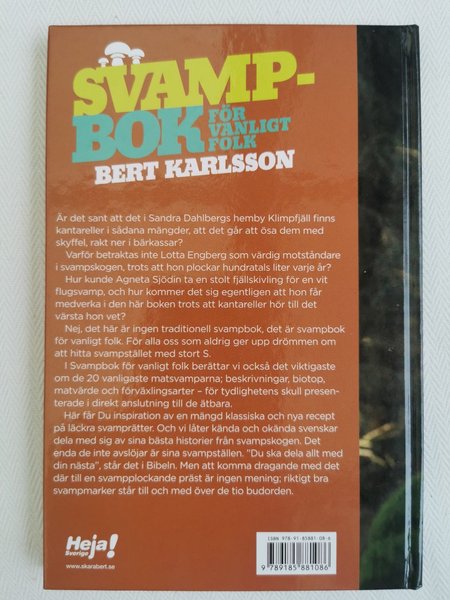 SVAMP-
BOK FÖR
VANLIGT
FOLK
BERT KARLSSON
Är det sant att det i Sandra Dahlbergs hemby Klimpfjäll finns
kantareller i sådana mängder, att det går att ösa dem med
skyffel, rakt ner i bärkassar?
Varför betraktas inte Lotta Engberg som värdig motståndare
i svampskogen, trots att hon plockar hundratals liter varje år?
Hur kunde Agneta Sjödin ta en stolt fjällskivling för en vit
flugsvamp, och hur kommer det sig egentligen att hon får
medverka i den här boken trots att kantareller hör till det
värsta hon vet?
Nej, det här är ingen traditionell svampbok, det är svampbok
för vanligt folk. För alla oss som aldrig ger upp drömmen om
att hitta svampstället med stort S.
I Svampbok för vanligt folk berättar vi också det viktigaste
om de 20 vanligaste matsvamparna; beskrivningar, biotop,
matvärde och förväxlingsarter – för tydlighetens skull presen-
terade i direkt anslutning till de ätbara.
Här får Du inspiration av en mängd klassiska och nya recept
på läckra svamprätter. Och vi låter kända och okända svenskar
dela med sig av sina bästa historier från svampskogen. Det
enda de inte avslöjar är sina svampställen. ”Du ska dela allt med
din nästa”, står det i Bibeln. Men att komma dragande med det
där till en svampplockande präst är ingen mening; riktigt bra
svampmarker står till och med över de tio budorden.
Heja!
Sverige
www.skarabert.se
ISBN 978-91-85881-08-6
9 789185 881086